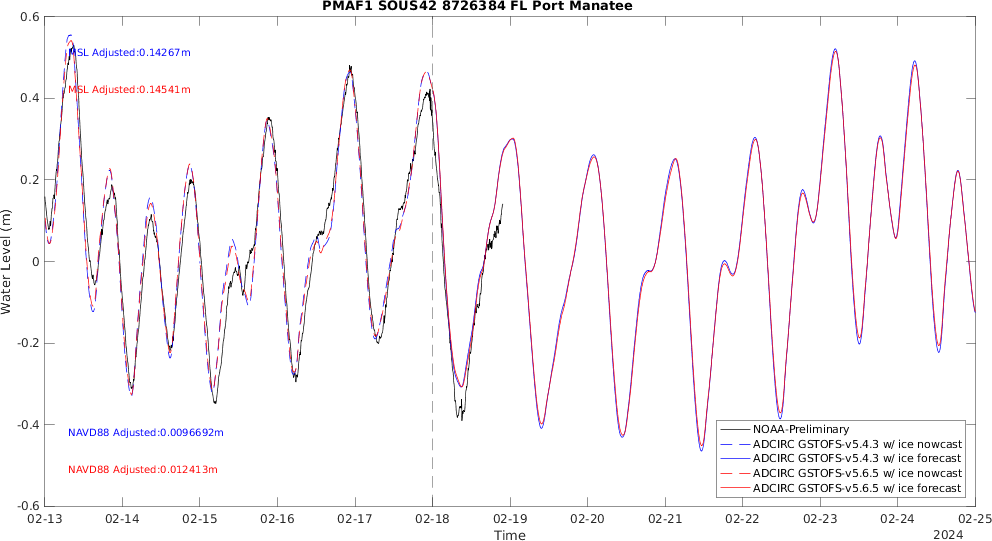 PMAF1 SOUS42 8726384 FL Port Manatee
0.6
0.4
0.2
0
-0.2
-0.4
-0.6
Water Level (m)
MSL Adjusted:0.14267m
MSL Adjusted:0.14541m
NAVD88 Adjusted:0.0096692m
NAVD88 Adjusted:0.012413m
NOAA-Preliminary
ADCIRC GSTOFS-v5.4.3 w/ ice nowcast
ADCIRC GSTOFS-v5.4.3 w/ ice forecast
ADCIRC GSTOFS-v5.6.5 w/ ice nowcast
ADCIRC GSTOFS-v5.6.5 w/ ice forecast
02-13 02-14 02-15 02-16 02-17 02-18 02-19 02-20 02-21 02-22 02-23 02-24 02-25
Time
2024